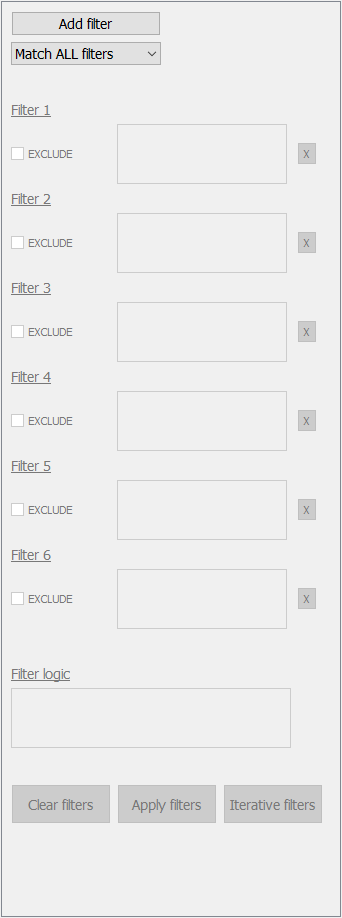 Add filter
Match ALL filters
Filter 1
EXCLUDE
X
Filter 2
EXCLUDE
X
Filter 3
EXCLUDE
X
Filter 4
EXCLUDE
X
Filter 5
EXCLUDE
X
Filter 6
EXCLUDE
X
Filter logic
Clear filters Apply filters Iterative filters